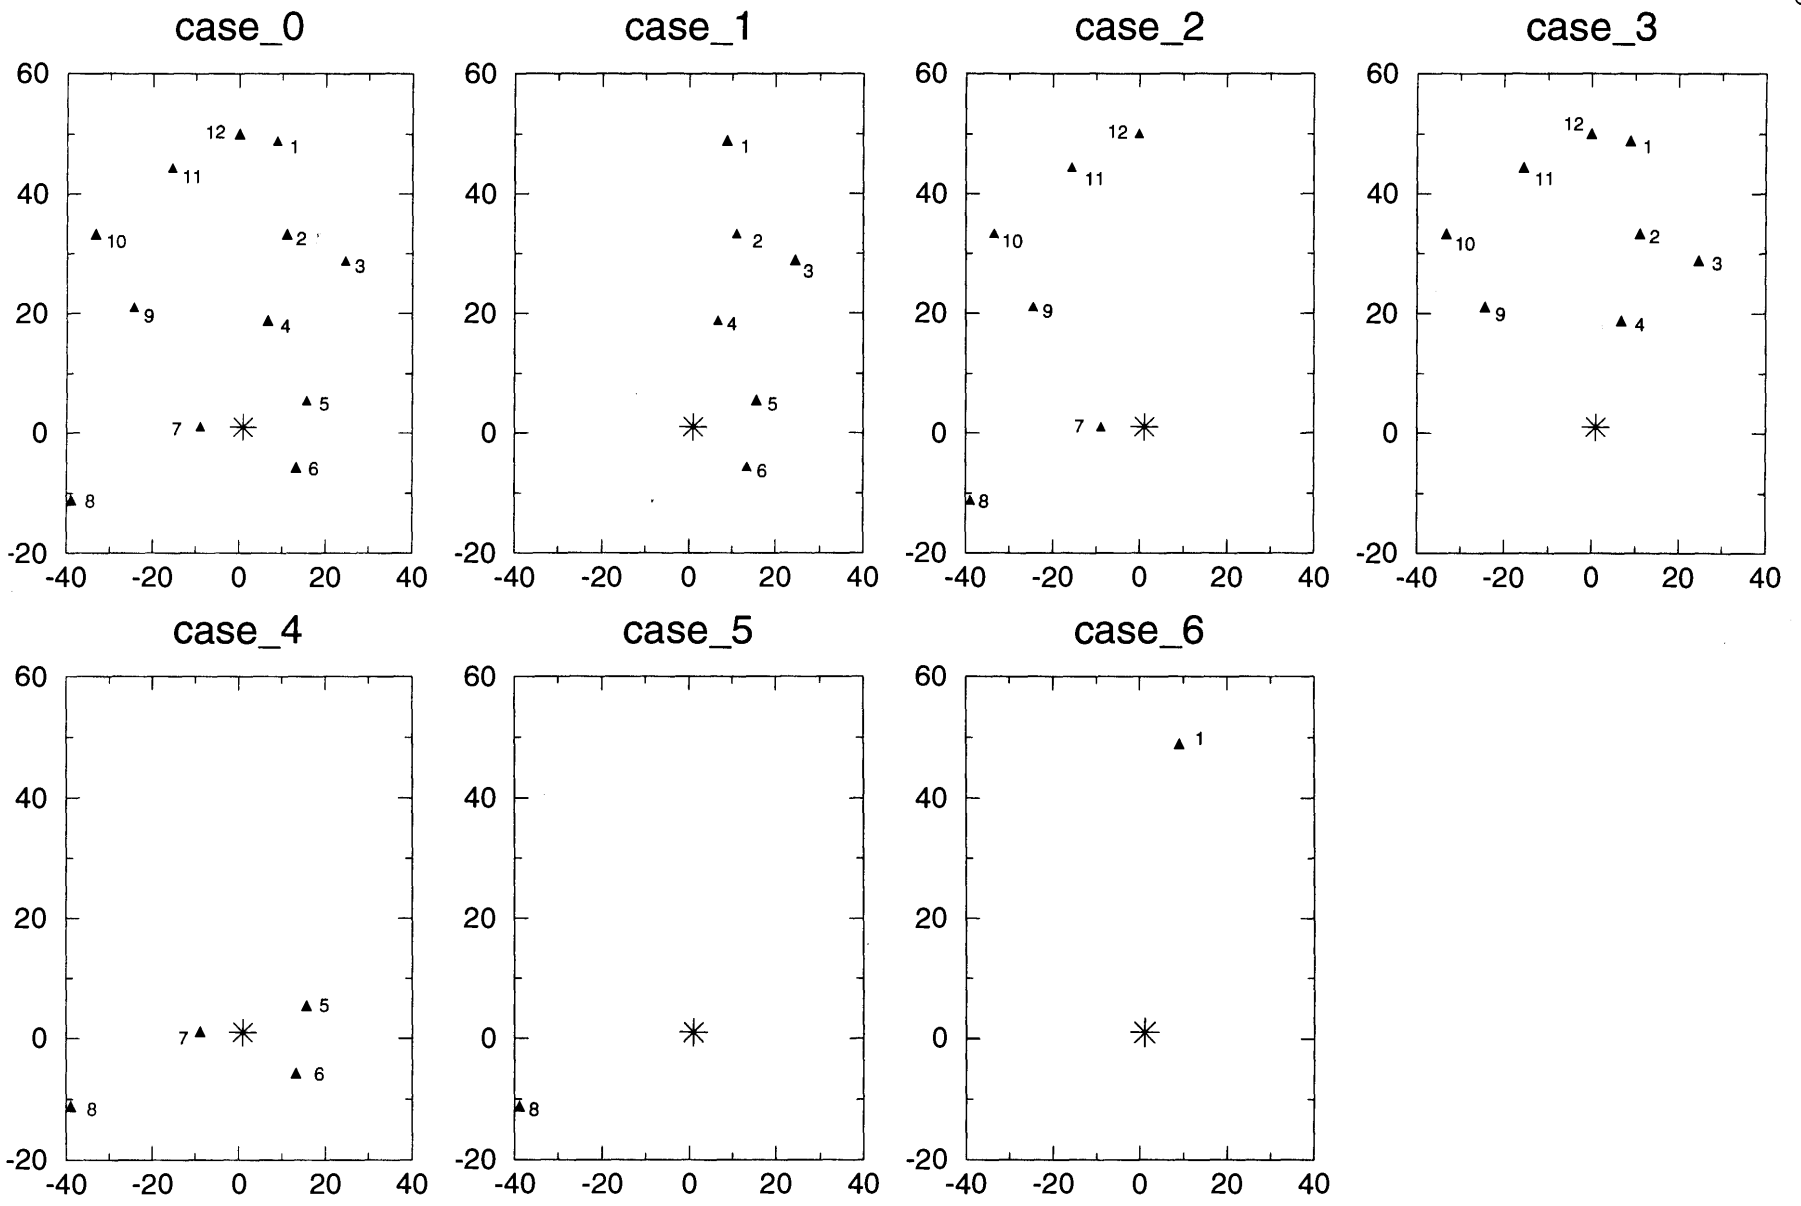 case_0 case_1 case_2 case_3
60 60 60 60
12 1 1 12 12 1
11 11 11
40 40 40 40
10 2 2 10 10 2
3 3 3
20 9 4 20 4 20 9 20 9 4
7 5 5 7
0 0 0 0
6 6
8 8
-20 -20 -20 -20
-40 -20 0 20 40 -40 -20 0 20 40 -40 -20 0 20 40 -40 -20 0 20 40
case_4 case_5 case_6
60 60 60
1
40 40 40
20 20 20
5
0 7 0 0
6
8 8
-20 -20 -20
-40 -20 0 20 40 -40 -20 0 20 40 -40 -20 0 20 40